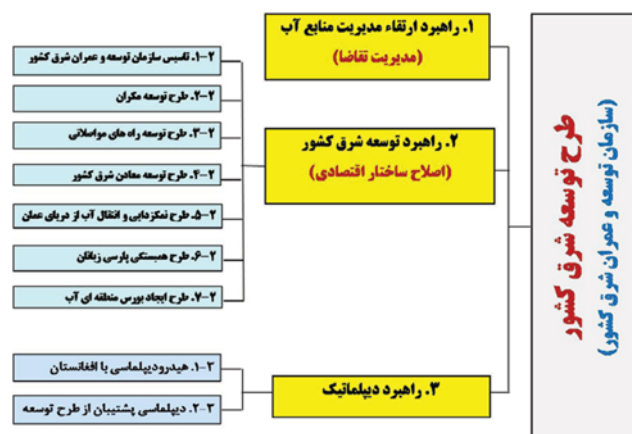 طرح توسعه شرق کشور
(سازمان توسعه و عمران شرق کشور)
۱. راهبرد ارتقاء مدیریت منابع آب
(مدیریت تقاضا)
۲. راهبرد توسعه شرق کشور
(اصلاح ساختار اقتصادی)
۲-۱. تاسیس سازمان توسعه و عمران شرق کشور
۲-۲. طرح توسعه مکران
۲-۳. طرح توسعه راه های مواصلاتی
۲-۴. طرح توسعه معادن شرق کشور
۲-۵. طرح نمکزدایی و انتقال آب از دریای عمان
۲-۶. طرح همبستگی پارسی زبانان
۲-۷. طرح ایجاد بورس منطقه ای آب
۳. راهبرد دیپلماتیک
۳-۱. هیدرودیپلماسی با افغانستان
۳-۲. دیپلماسی پشتیبان از طرح توسعه